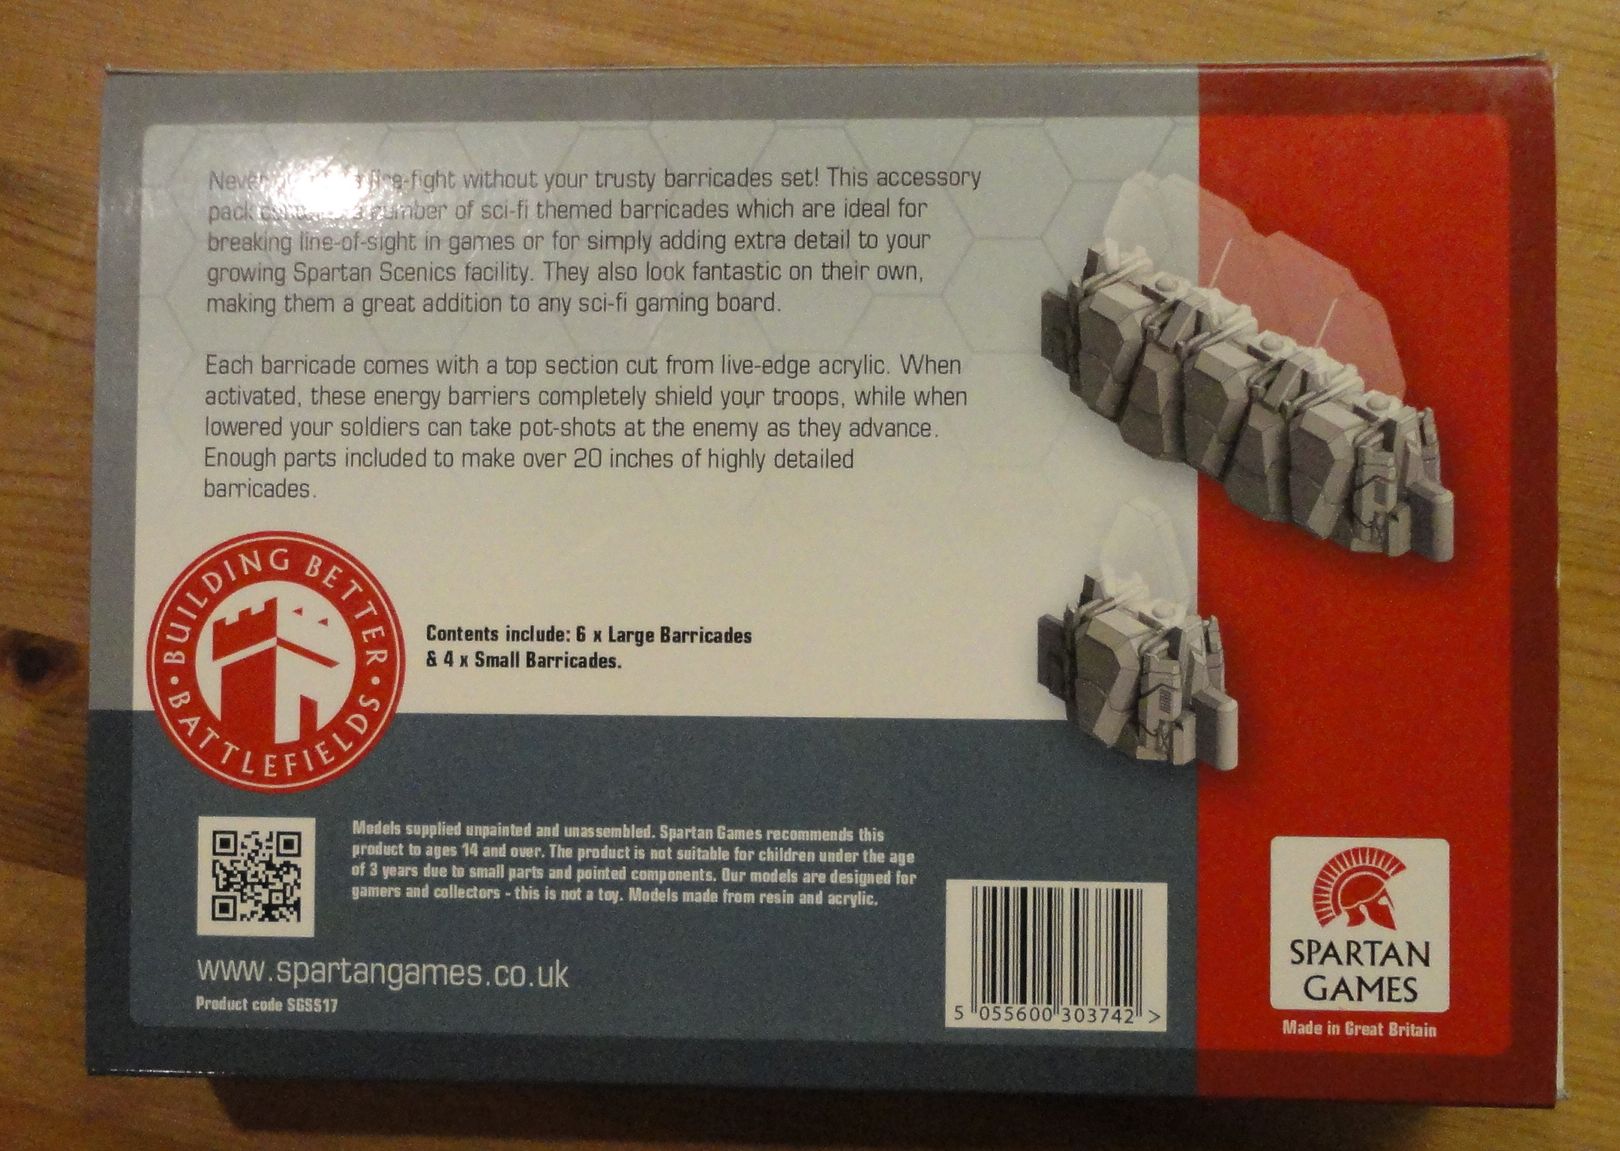 Never fire-fight without your trusty barricades set! This accessory
pack a number of sci-fi themed barricades which are ideal for
breaking line-of-sight in games or for simply adding extra detail to your
growing Spartan Scenics facility. They also look fantastic on their own,
making them a great addition to any sci-fi gaming board.
Each barricade comes with a top section cut from live-edge acrylic. When
activated, these energy barriers completely shield your troops, while when
lowered your soldiers can take pot-shots at the enemy as they advance.
Enough parts included to make over 20 inches of highly detailed
barricades.
BUILDING BETTER
• BATTLEFIELDS •
Contents include: 6 x Large Barricades
& 4 x Small Barricades.
Models supplied unpainted and unassembled. Spartan Games recommends this
product to ages 14 and over. The product is not suitable for children under the age
of 3 years due to small parts and pointed components. Our models are designed for
gamers and collectors - this is not a toy. Models made from resin and acrylic.
www.spartangames.co.uk
Product code SGSS17
5 055600 303742 >
SPARTAN
GAMES
Made in Great Britain